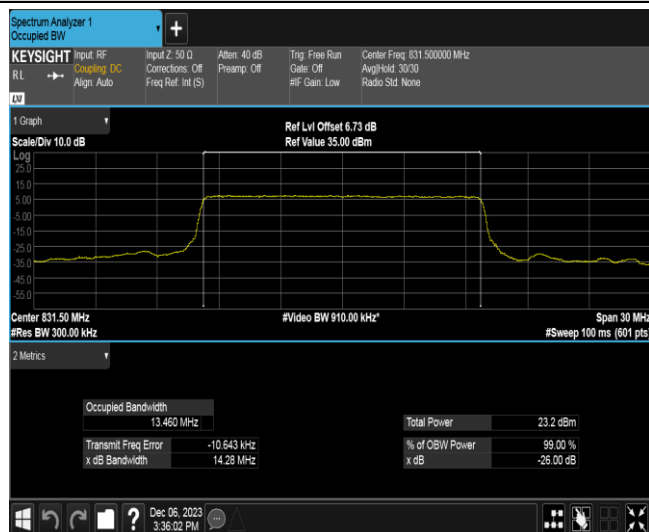 Spectrum Analyzer 1
Occupied BW
+
KEYSIGHT Input: RF Input Z: 50 Ω Atten: 40 dB Trig: Free Run Center Freq: 831.500000 MHz
RL Coupling: DC Corrections: Off Preamp: Off Gate: Off Avg|Hold: 30/30
Align: Auto Freq Ref: Int (S) #IF Gain: Low Radio Std: None
LXI
1 Graph
Ref Lvl Offset 6.73 dB
Scale/Div 10.0 dB Ref Value 35.00 dBm
Log
25.0
15.0
5.00
-5.00
-15.0
-25.0
-35.0
-45.0
-55.0
Center 831.50 MHz #Video BW 910.00 kHz* Span 30 MHz
#Res BW 300.00 kHz #Sweep 100 ms (601 pts)
2 Metrics
Occupied Bandwidth
13.460 MHz Total Power 23.2 dBm
Transmit Freq Error -10.643 kHz % of OBW Power 99.00 %
x dB Bandwidth 14.28 MHz x dB -26.00 dB
? Dec 06, 2023
3:36:02 PM